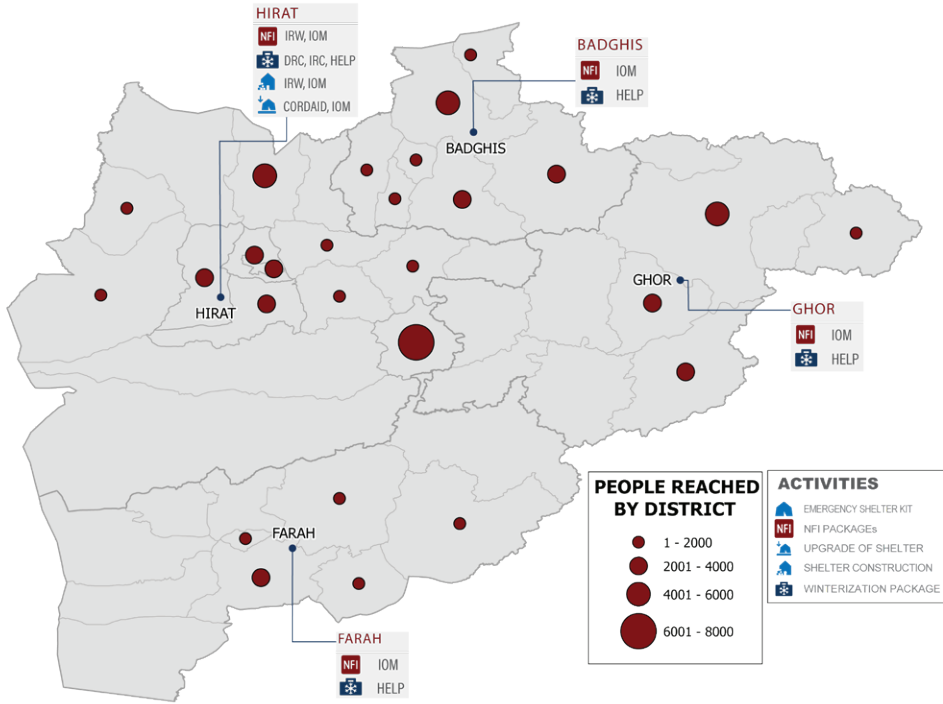 HIRAT
NFI IRW, IOM
DRC, IRC, HELP
IRW, IOM
CORDAID, IOM
BADGHIS
NFI IOM
HELP
BADGHIS
GHOR
HIRAT
GHOR
NFI IOM
HELP
FARAH
FARAH
NFI IOM
HELP
PEOPLE REACHED
BY DISTRICT
1 - 2000
2001 - 4000
4001 - 6000
6001 - 8000
ACTIVITIES
EMERGENCY SHELTER KIT
NFI NFI PACKAGEs
UPGRADE OF SHELTER
SHELTER CONSTRUCTION
WINTERIZATION PACKAGE